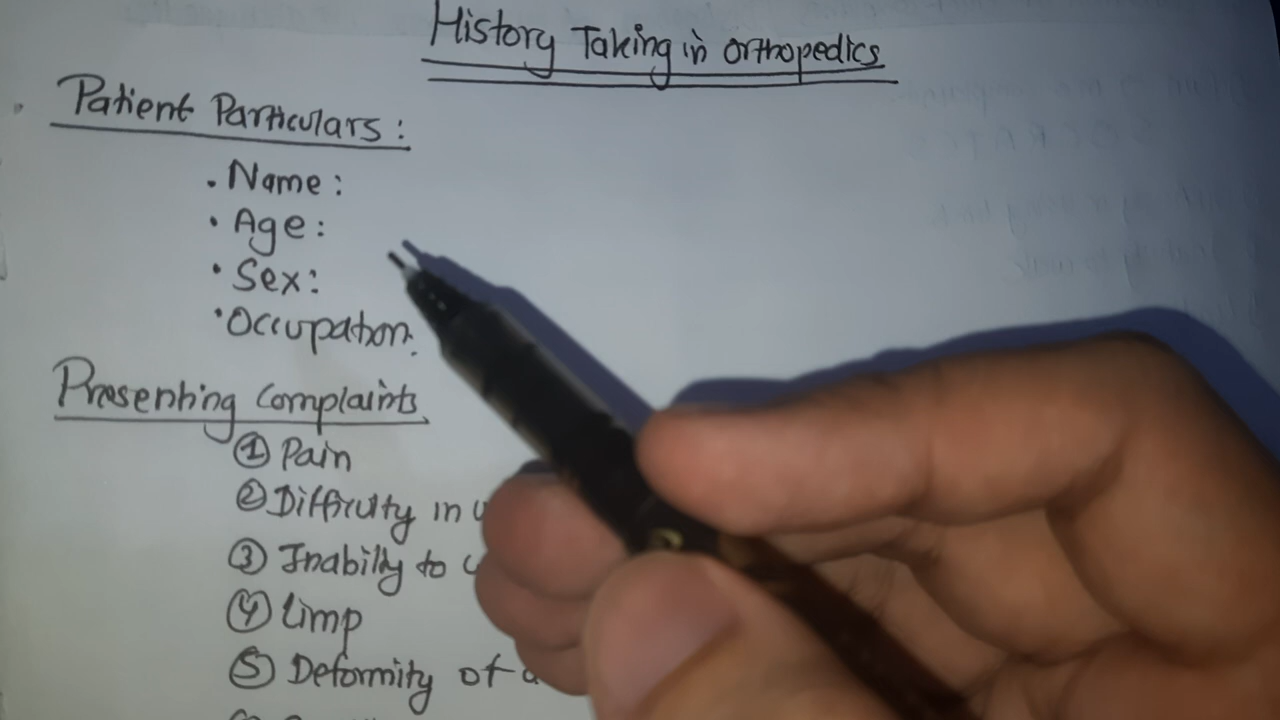 History Taking in orthopedics
Patient Particulars:
• Name:
• Age:
• Sex:
• Occupation:
Presenting Complaints
① Pain
② Difficulty in
③ Inability to
④ limp
⑤ Deformity of